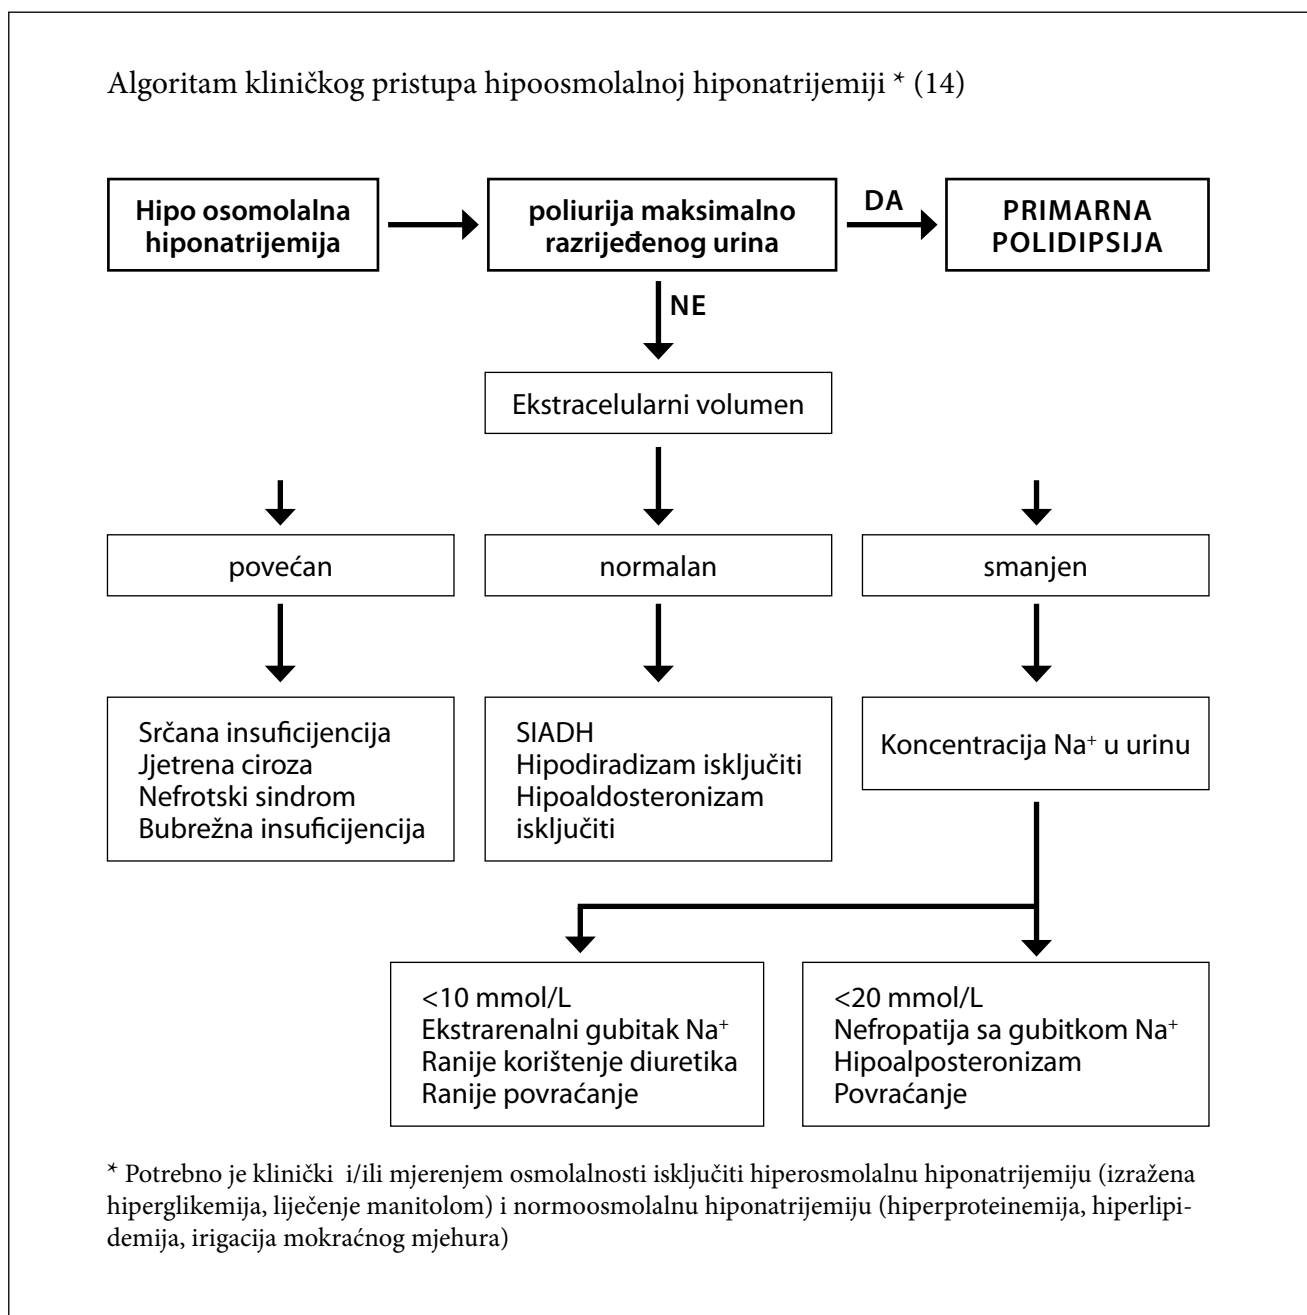 Algoritam kliničkog pristupa hipoosmolalnoj hiponatrijemiji * (14)
Hipo osomolalna
hiponatrijemija
poliurija maksimalno
razrijeđenog urina
DA
PRIMARNA
POLIDIPSIJA
NE
Ekstracelularni volumen
povećan
normalan
smanjen
Srčana insuficijencija
Jjetrena ciroza
Nefrotski sindrom
Bubrežna insuficijencija
SIADH
Hipodiradizam isključiti
Hipoaldosteronizam
isključiti
Koncentracija Na⁺ u urinu
<10 mmol/L
Ekstrarenalni gubitak Na⁺
Ranije korištenje diuretika
Ranije povraćanje
<20 mmol/L
Nefropatija sa gubitkom Na⁺
Hipoalposteronizam
Povraćanje
* Potrebno je klinički i/ili mjerenjem osmolalnosti isključiti hiperosmolalnu hiponatrijemiju (izražena
hiperglikemija, liječenje manitolom) i normoosmolalnu hiponatrijemiju (hiperproteinemija, hiperlipi-
demija, irigacija mokraćnog mjehura)